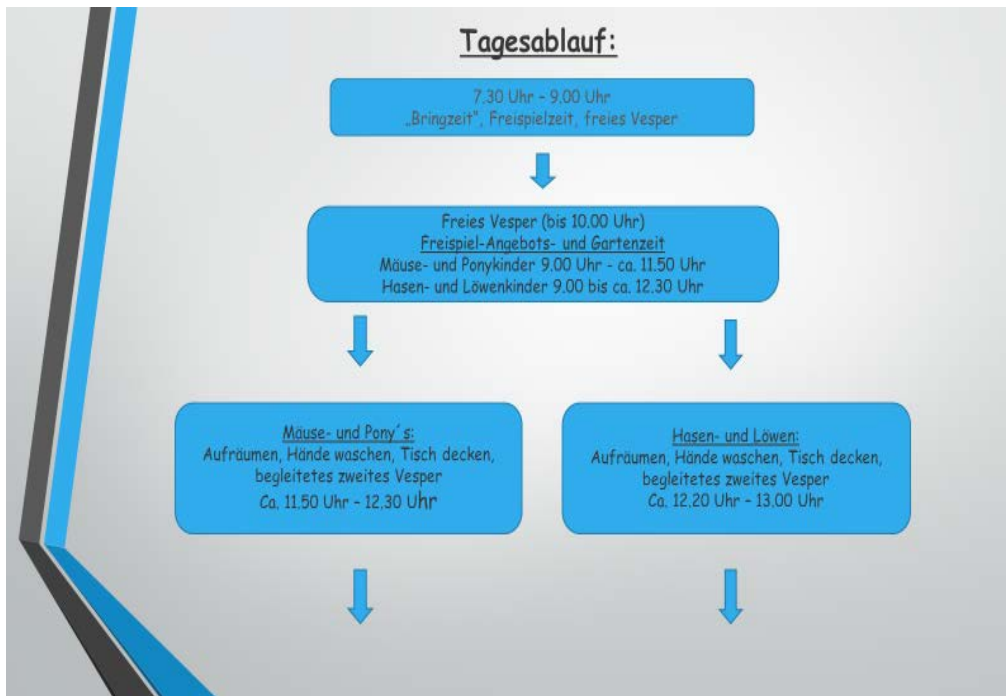 Tagesablauf:
7.30 Uhr – 9.00 Uhr
„Bringzeit", Freispielzeit, freies Vesper
Freies Vesper (bis 10.00 Uhr)
Freispiel-Angebots- und Gartenzeit
Mäuse- und Ponykinder 9.00 Uhr - ca. 11.50 Uhr
Hasen- und Löwenkinder 9.00 bis ca. 12.30 Uhr
Mäuse- und Pony´s:
Aufräumen, Hände waschen, Tisch decken,
begleitetes zweites Vesper
Ca. 11.50 Uhr – 12.30 Uhr
Hasen- und Löwen:
Aufräumen, Hände waschen, Tisch decken,
begleitetes zweites Vesper
Ca. 12.20 Uhr – 13.00 Uhr